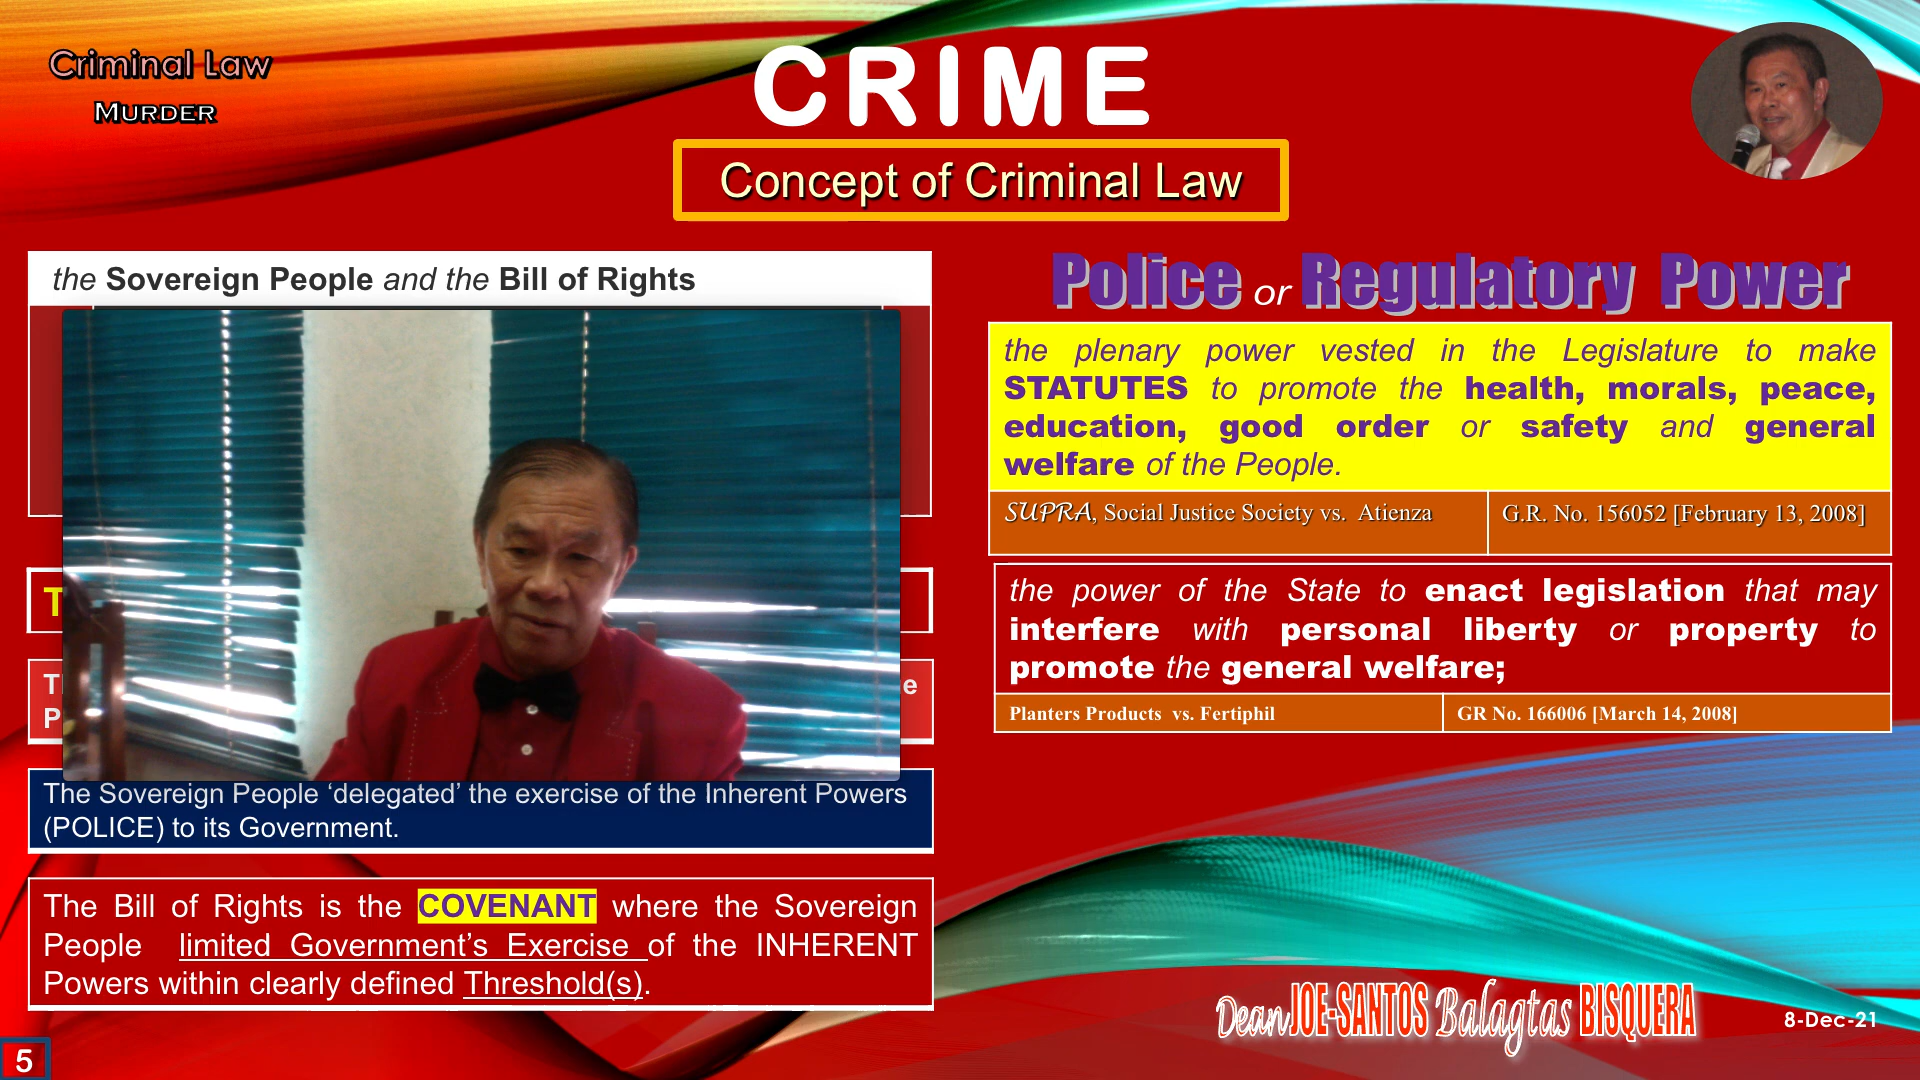 Criminal Law
MURDER
CRIME
Concept of Criminal Law
the Sovereign People and the Bill of Rights
T
T
e
P
The Sovereign People ‘delegated’ the exercise of the Inherent Powers
(POLICE) to its Government.
The Bill of Rights is the COVENANT where the Sovereign
People limited Government’s Exercise of the INHERENT
Powers within clearly defined Threshold(s).
5
Police or Regulatory Power
the plenary power vested in the Legislature to make
STATUTES to promote the health, morals, peace,
education, good order or safety and general
welfare of the People.
SUPRA, Social Justice Society vs. Atienza
G.R. No. 156052 [February 13, 2008]
the power of the State to enact legislation that may
interfere with personal liberty or property to
promote the general welfare;
Planters Products vs. Fertiphil
GR No. 166006 [March 14, 2008]
Dean JOE-SANTOS Balagtas BISQUERA
8-Dec-21